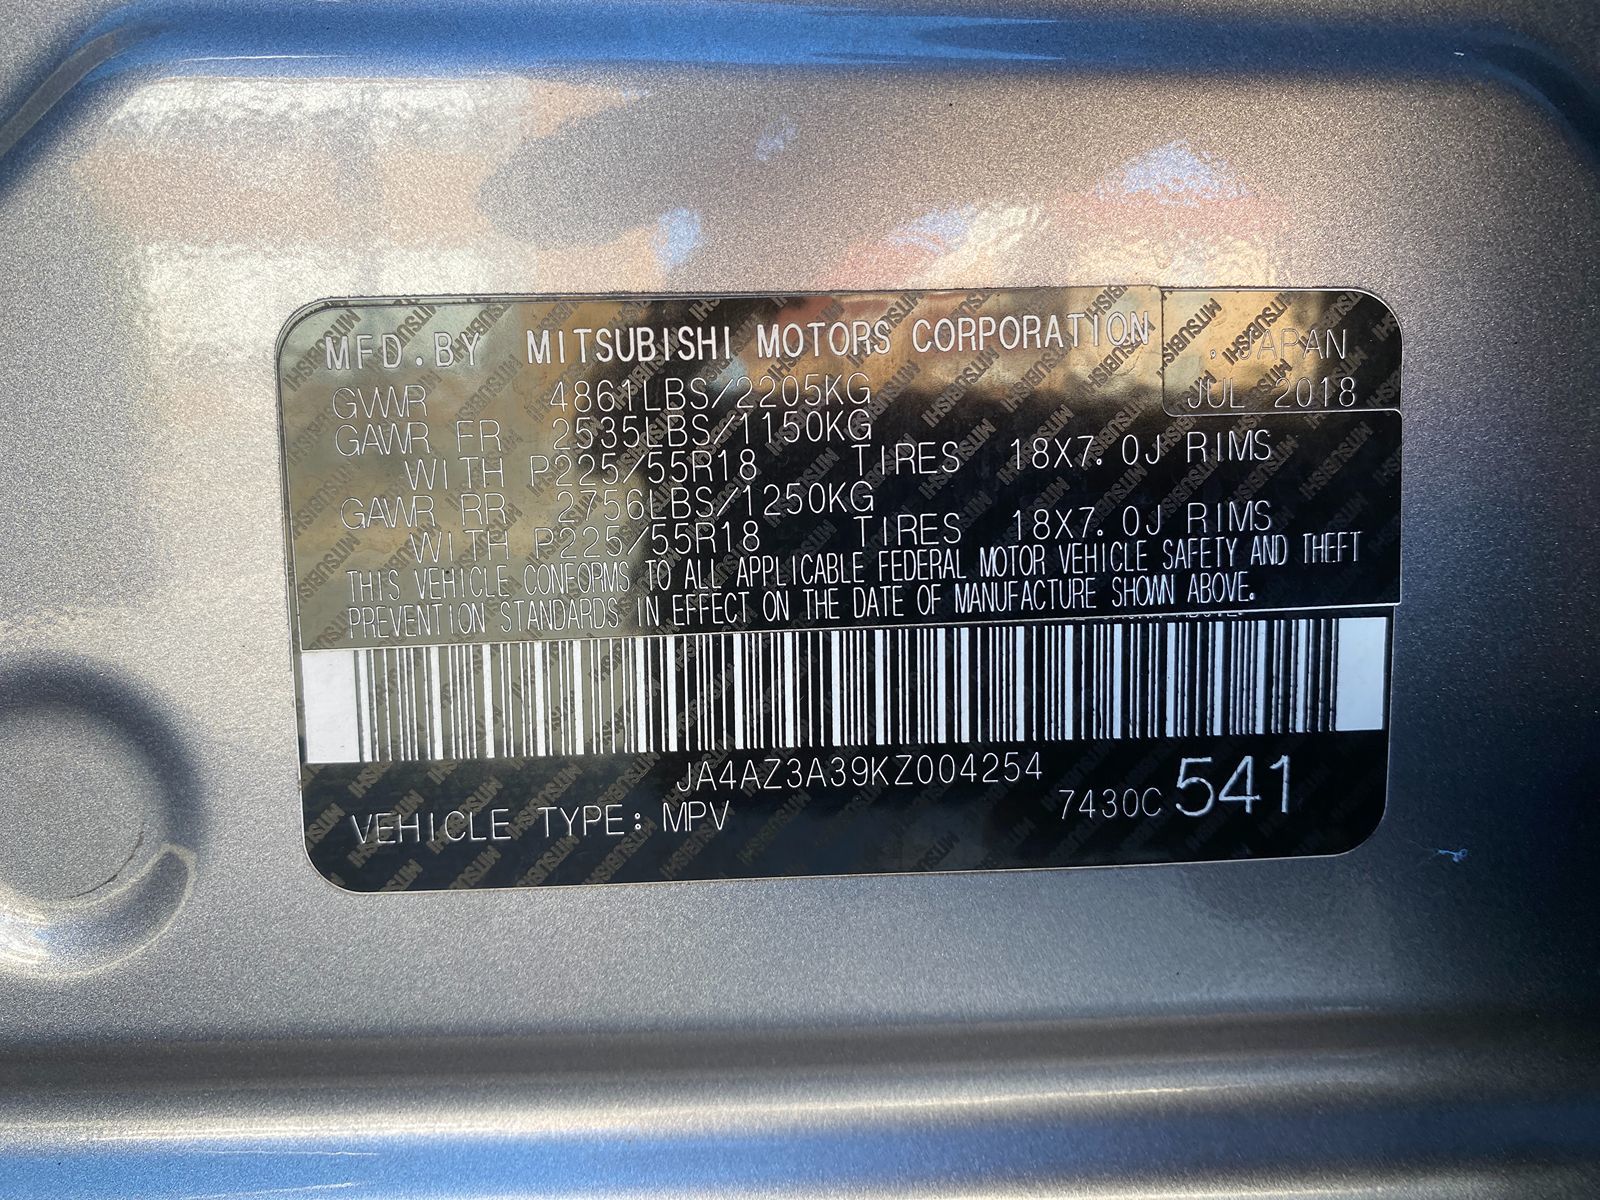 MFD.BY MITSUBISHI MOTORS CORPORATION , JAPAN
GVWR 4861LBS/2205KG JUL 2018
GAWR FR 2535LBS/1150KG
WITH P225/55R18 TIRES 18X7.0J RIMS
GAWR RR 2756LBS/1250KG
WITH P225/55R18 TIRES 18X7.0J RIMS
THIS VEHICLE CONFORMS TO ALL APPLICABLE FEDERAL MOTOR VEHICLE SAFETY AND THEFT
PREVENTION STANDARDS IN EFFECT ON THE DATE OF MANUFACTURE SHOWN ABOVE.
JA4AZ3A39KZ004254
VEHICLE TYPE: MPV 7430C 541